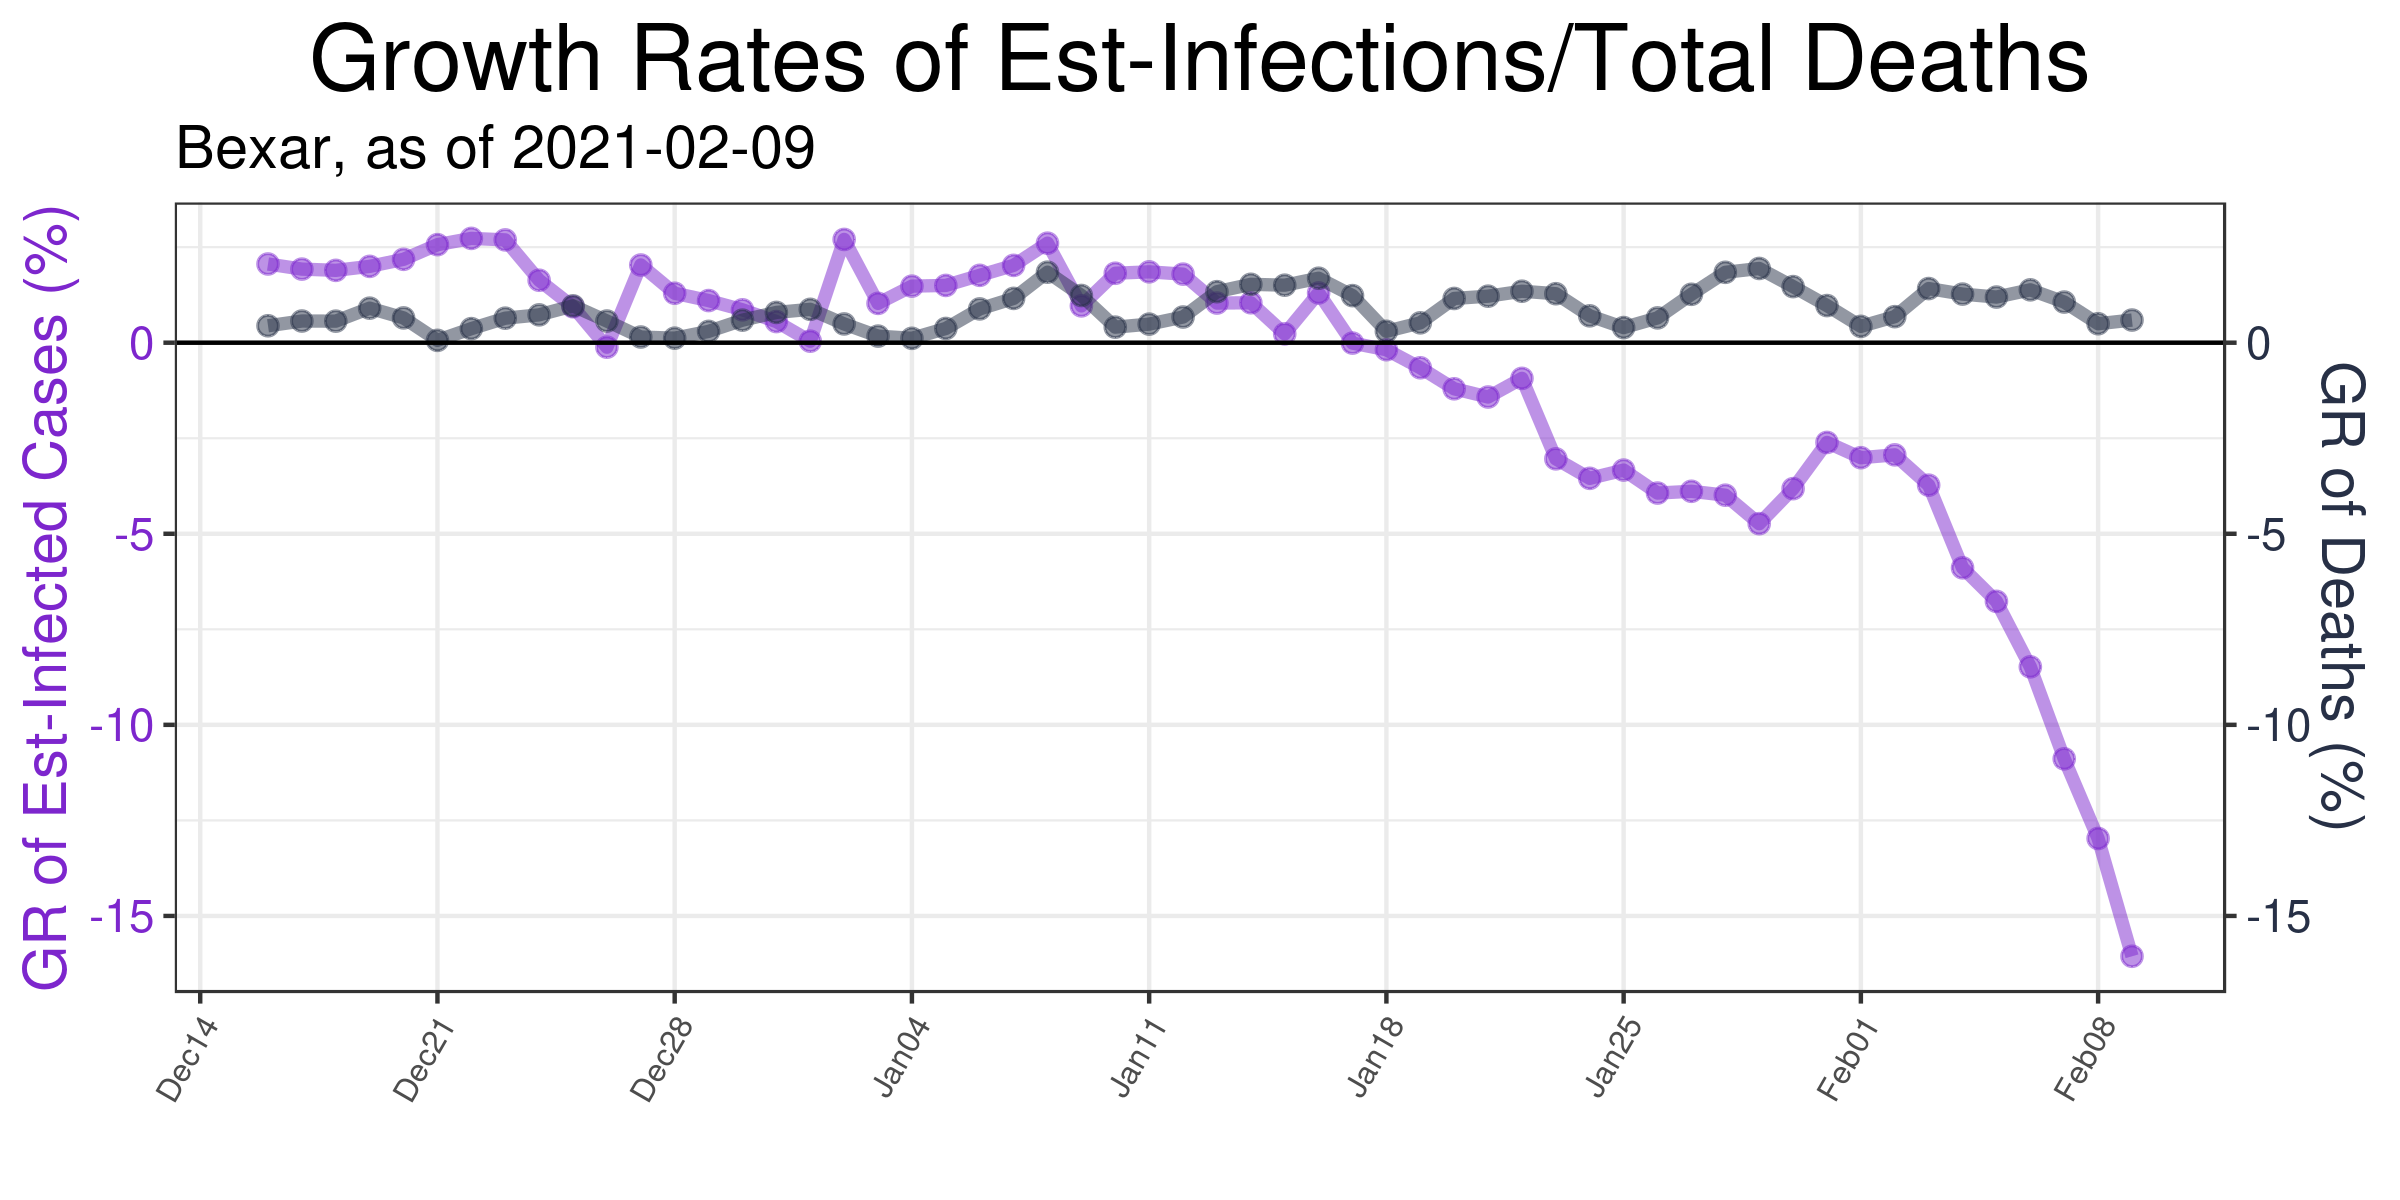 Growth Rates of Est-Infections/Total Deaths
Bexar, as of 2021-02-09
GR of Est-Infected Cases (%)
0
-5
-10
-15
0
-5
-10
-15
GR of Deaths (%)
Dec14
Dec21
Dec28
Jan04
Jan11
Jan18
Jan25
Feb01
Feb08